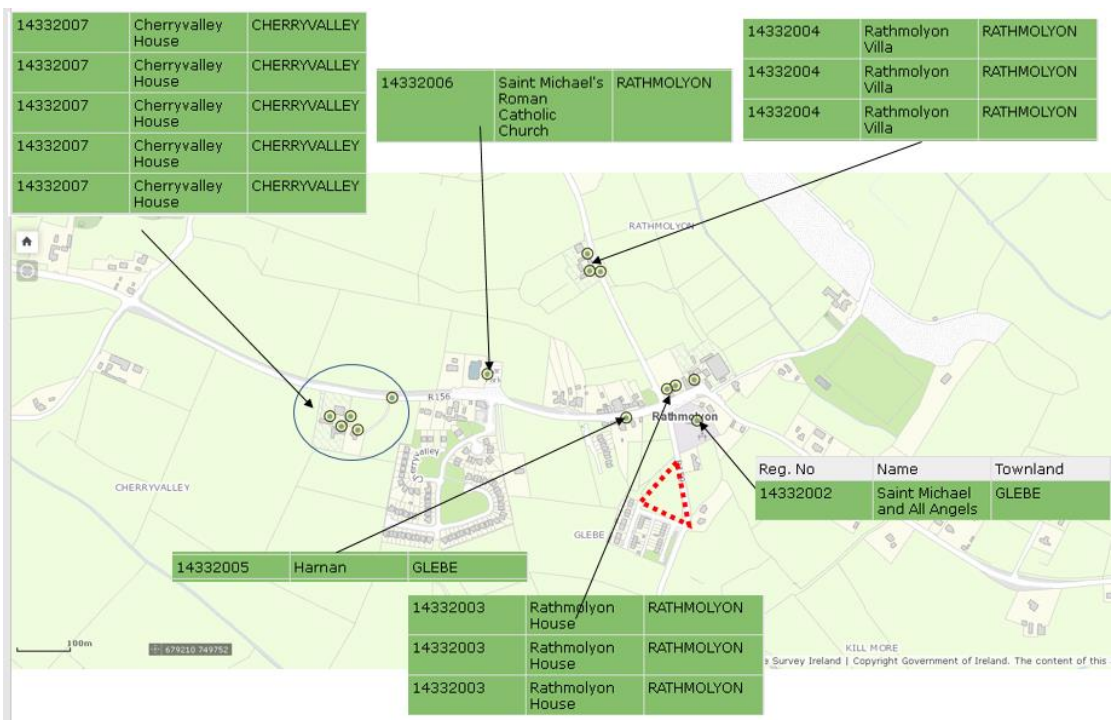 14332007 Cherryvalley House CHERRYVALLEY
14332007 Cherryvalley House CHERRYVALLEY
14332007 Cherryvalley House CHERRYVALLEY
14332007 Cherryvalley House CHERRYVALLEY
14332007 Cherryvalley House CHERRYVALLEY
14332006 Saint Michael's Roman Catholic Church RATHMOLYON
14332004 Rathmolyon Villa RATHMOLYON
14332004 Rathmolyon Villa RATHMOLYON
14332004 Rathmolyon Villa RATHMOLYON
RATHMOLYON
R156
Rathmolyon
Cherryvalley
CHERRYVALLEY
GLEBE
Reg. No Name Townland
14332002 Saint Michael and All Angels GLEBE
14332005 Harnan GLEBE
14332003 Rathmolyon House RATHMOLYON
14332003 Rathmolyon House RATHMOLYON
14332003 Rathmolyon House RATHMOLYON
100m
679210 749752
KILL MORE
Survey Ireland | Copyright Government of Ireland. The content of this